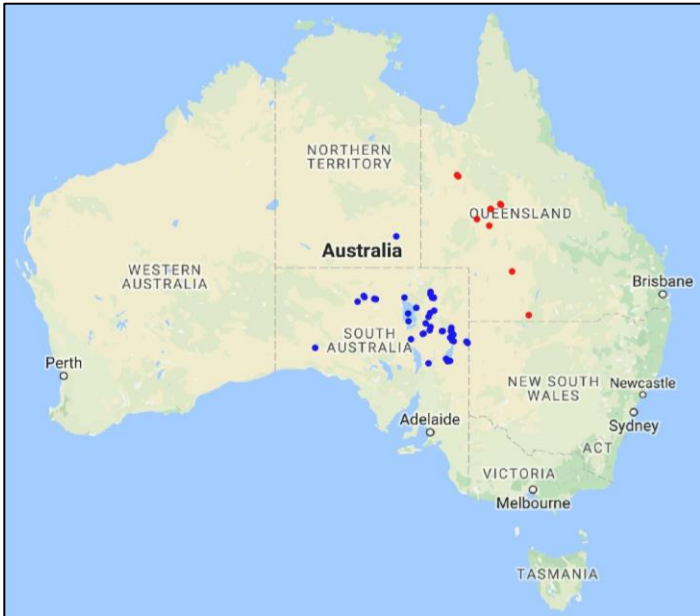 NORTHERN
TERRITORY
QUEENSLAND
Australia
WESTERN
AUSTRALIA
Brisbane
SOUTH
AUSTRALIA
Perth
NEW SOUTH
WALES
Newcastle
Adelaide
Sydney
ACT
VICTORIA
Melbourne
TASMANIA